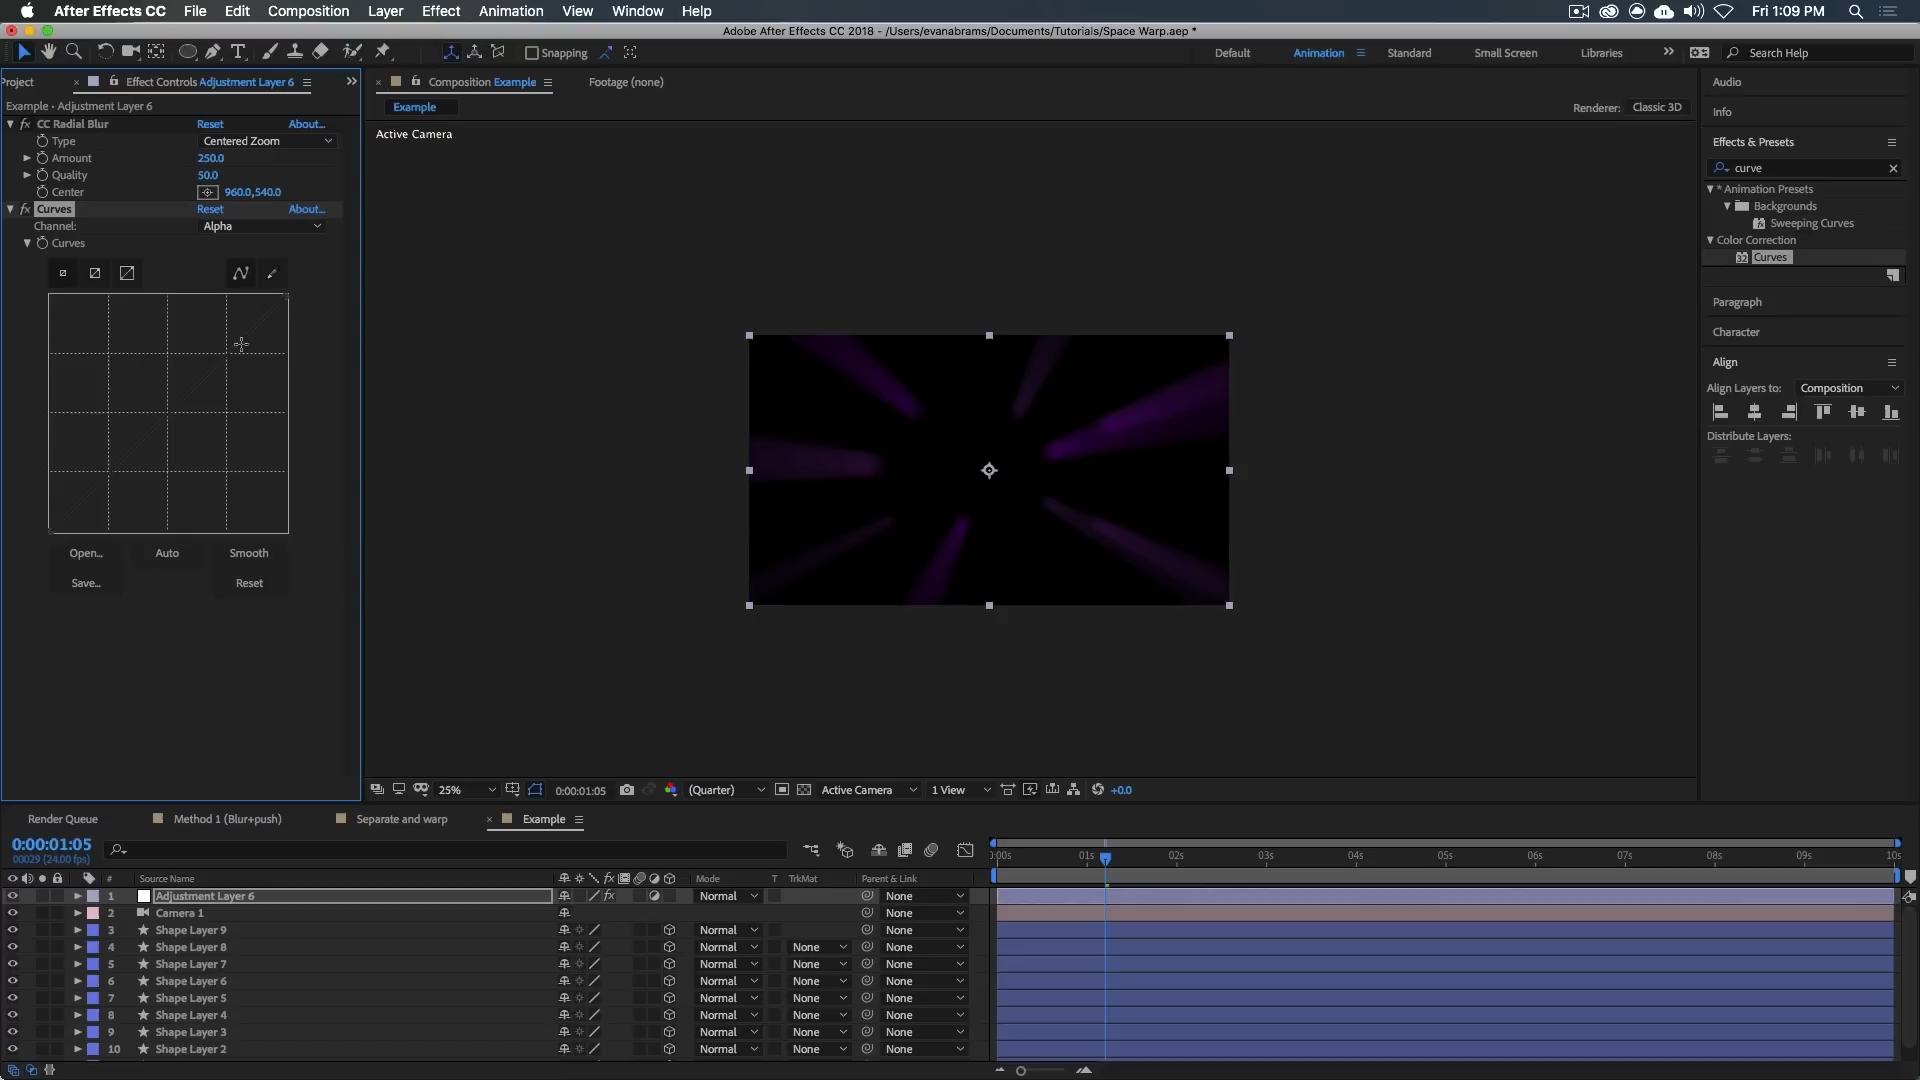 After Effects CC File Edit Composition Layer Effect Animation View Window Help Fri 1:09 PM
Adobe After Effects CC 2018 - /Users/evanabrams/Documents/Tutorials/Space Warp.aep *
Snapping Default Animation Standard Small Screen Libraries Search Help
Project Effect Controls Adjustment Layer 6 Composition Example Footage (none) Audio
Example • Adjustment Layer 6 Example Renderer: Classic 3D Info
CC Radial Blur Reset About...
Active Camera
Type Centered Zoom
Amount 250.0
Quality 50.0
Center 960.0,540.0
Curves Reset About...
Channel: Alpha
Curves
Open... Auto Smooth
Save... Reset
Effects & Presets
curve
* Animation Presets
Backgrounds
Sweeping Curves
Color Correction
32 Curves
Paragraph
Character
Align
Align Layers to: Composition
Distribute Layers:
25% 0:00:01:05 (Quarter) Active Camera 1 View +0.0
Render Queue Method 1 (Blur+push) Separate and warp Example
0:00:01:05
00029 (24.00 fps)
0:00s 01s 02s 03s 04s 05s 06s 07s 08s 09s 10s
# Source Name fx Mode T TrkMat Parent & Link
1 Adjustment Layer 6 fx Normal None
2 Camera 1 None
3 Shape Layer 9 Normal None
4 Shape Layer 8 Normal None None
5 Shape Layer 7 Normal None None
6 Shape Layer 6 Normal None None
7 Shape Layer 5 Normal None None
8 Shape Layer 4 Normal None None
9 Shape Layer 3 Normal None None
10 Shape Layer 2 Normal None None